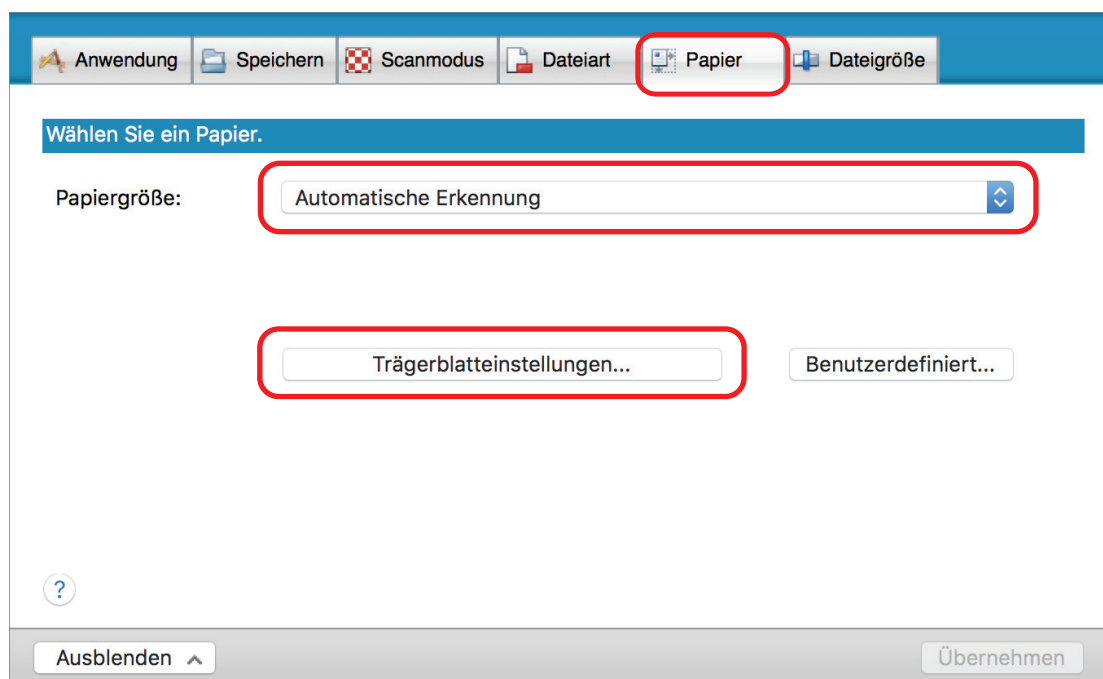 Anwendung Speichern Scanmodus Dateiart Papier Dateigröße
Wählen Sie ein Papier.
Papiergröße: Automatische Erkennung
Trägerblatteinstellungen... Benutzerdefiniert...
?
Ausblenden Übernehmen